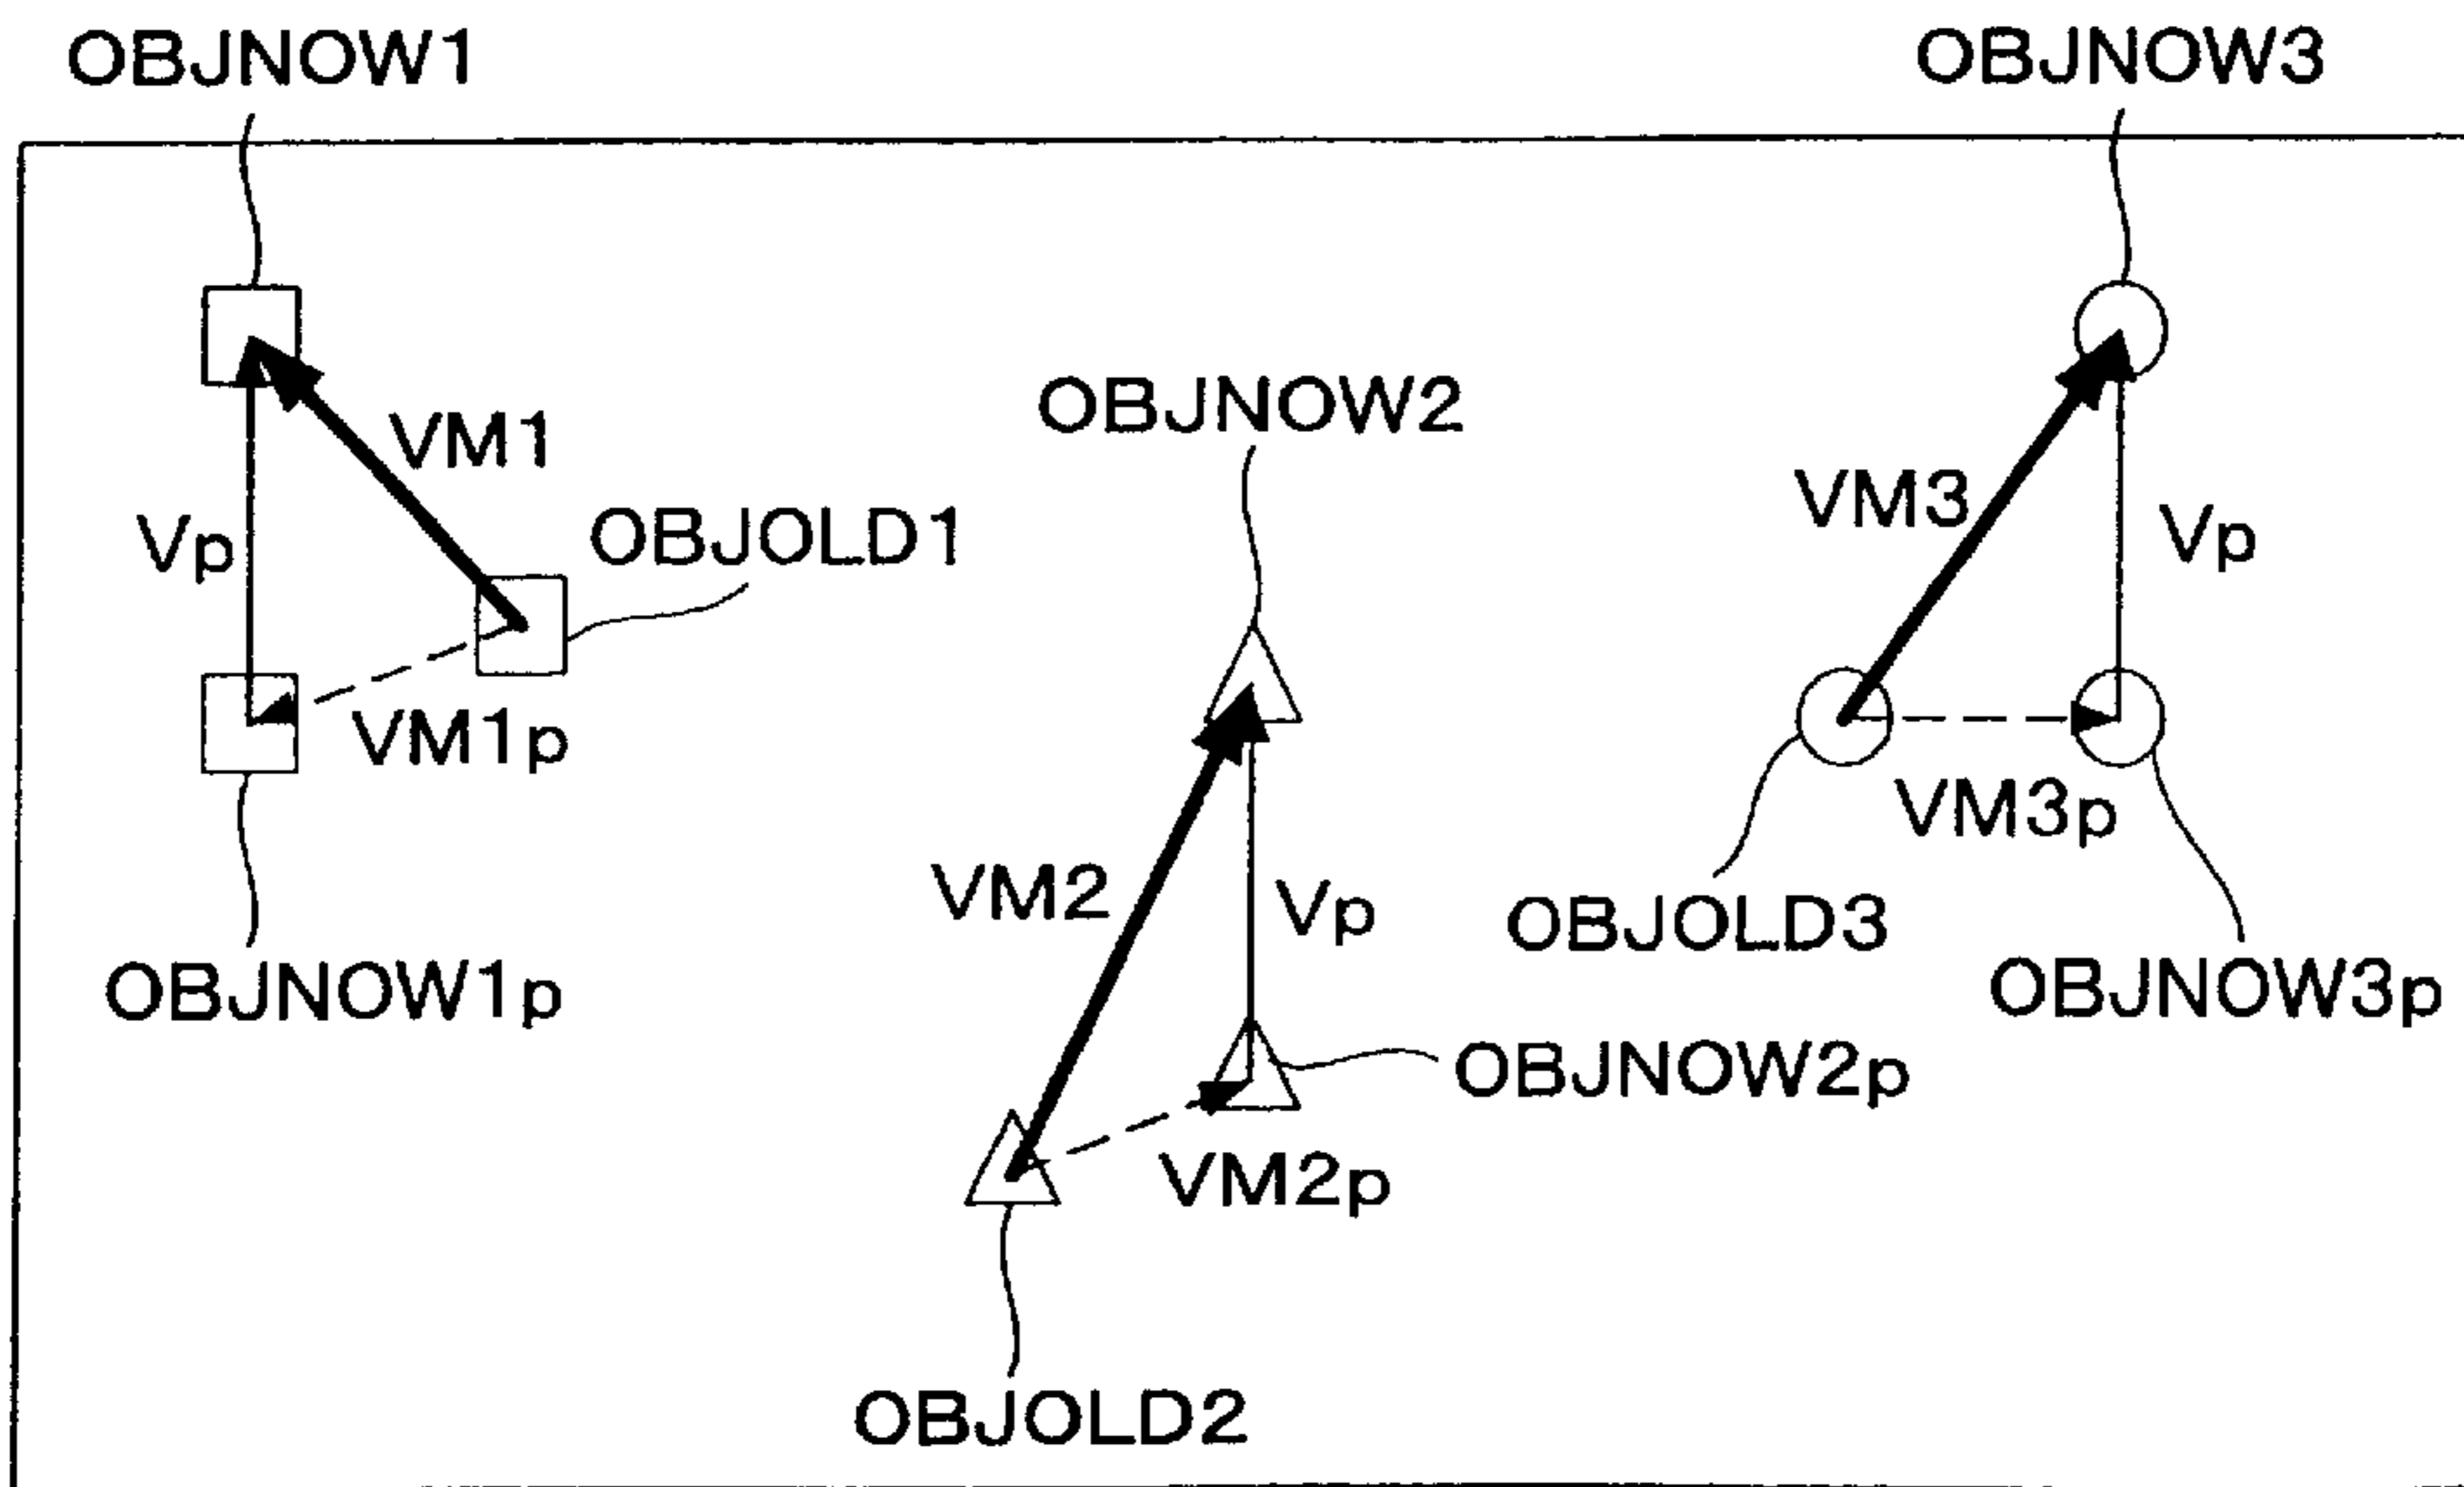 OBJNOW1
OBJNOW3
OBJNOW2
VM1
VM3
Vp
OBJOLD1
Vp
VM1p
VM3p
VM2
Vp
OBJOLD3
OBJNOW1p
OBJNOW3p
OBJNOW2p
VM2p
OBJOLD2